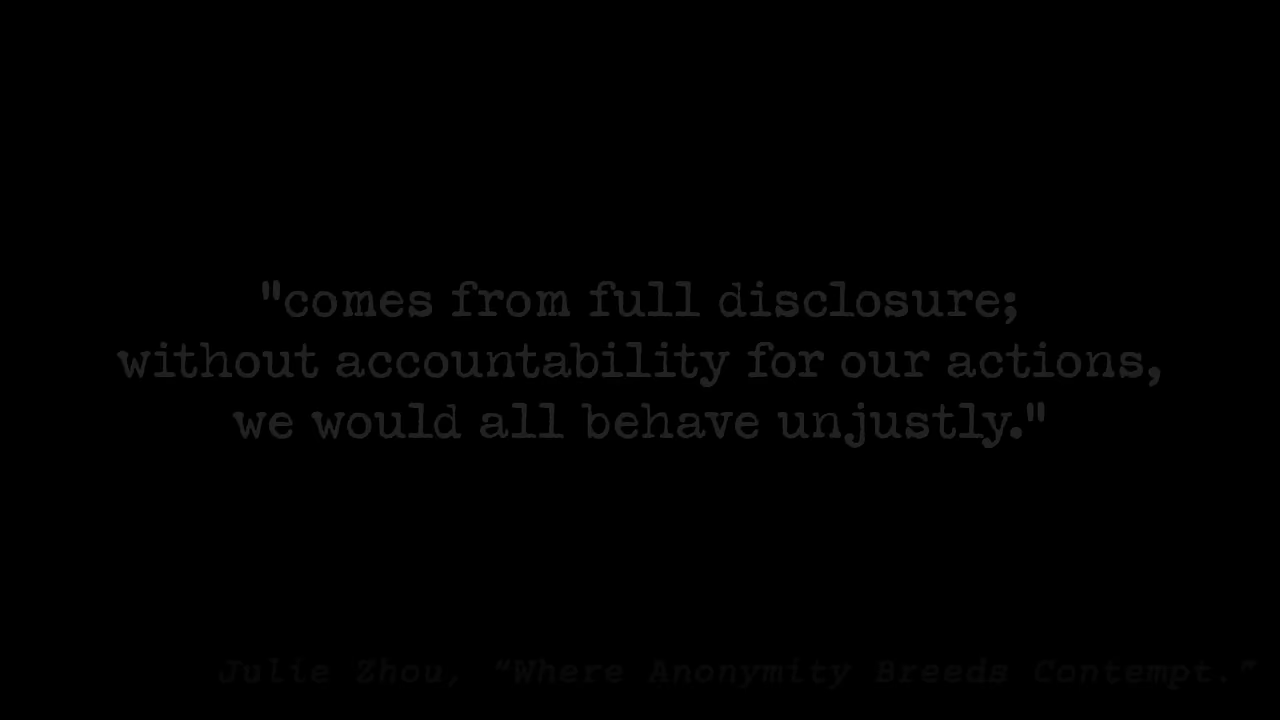 "comes from full disclosure;
without accountability for our actions,
we would all behave unjustly."
Julie Zhou, “Where Anonymity Breeds Contempt.”